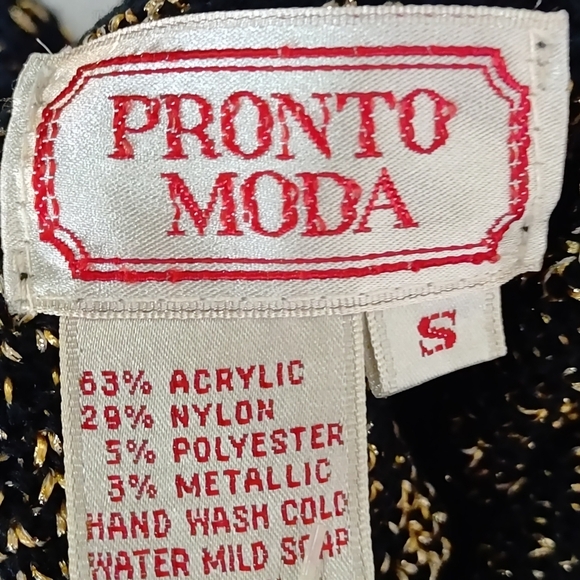 PRONTO
MODA
S
63% ACRYLIC
29% NYLON
5% POLYESTER
3% METALLIC
HAND WASH COLD
WATER MILD SOAP